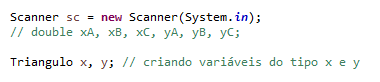 Scanner sc = new Scanner(System.in);
// double xA, xB, xC, yA, yB, yC;
Triangulo x, y; // criando variáveis do tipo x e y